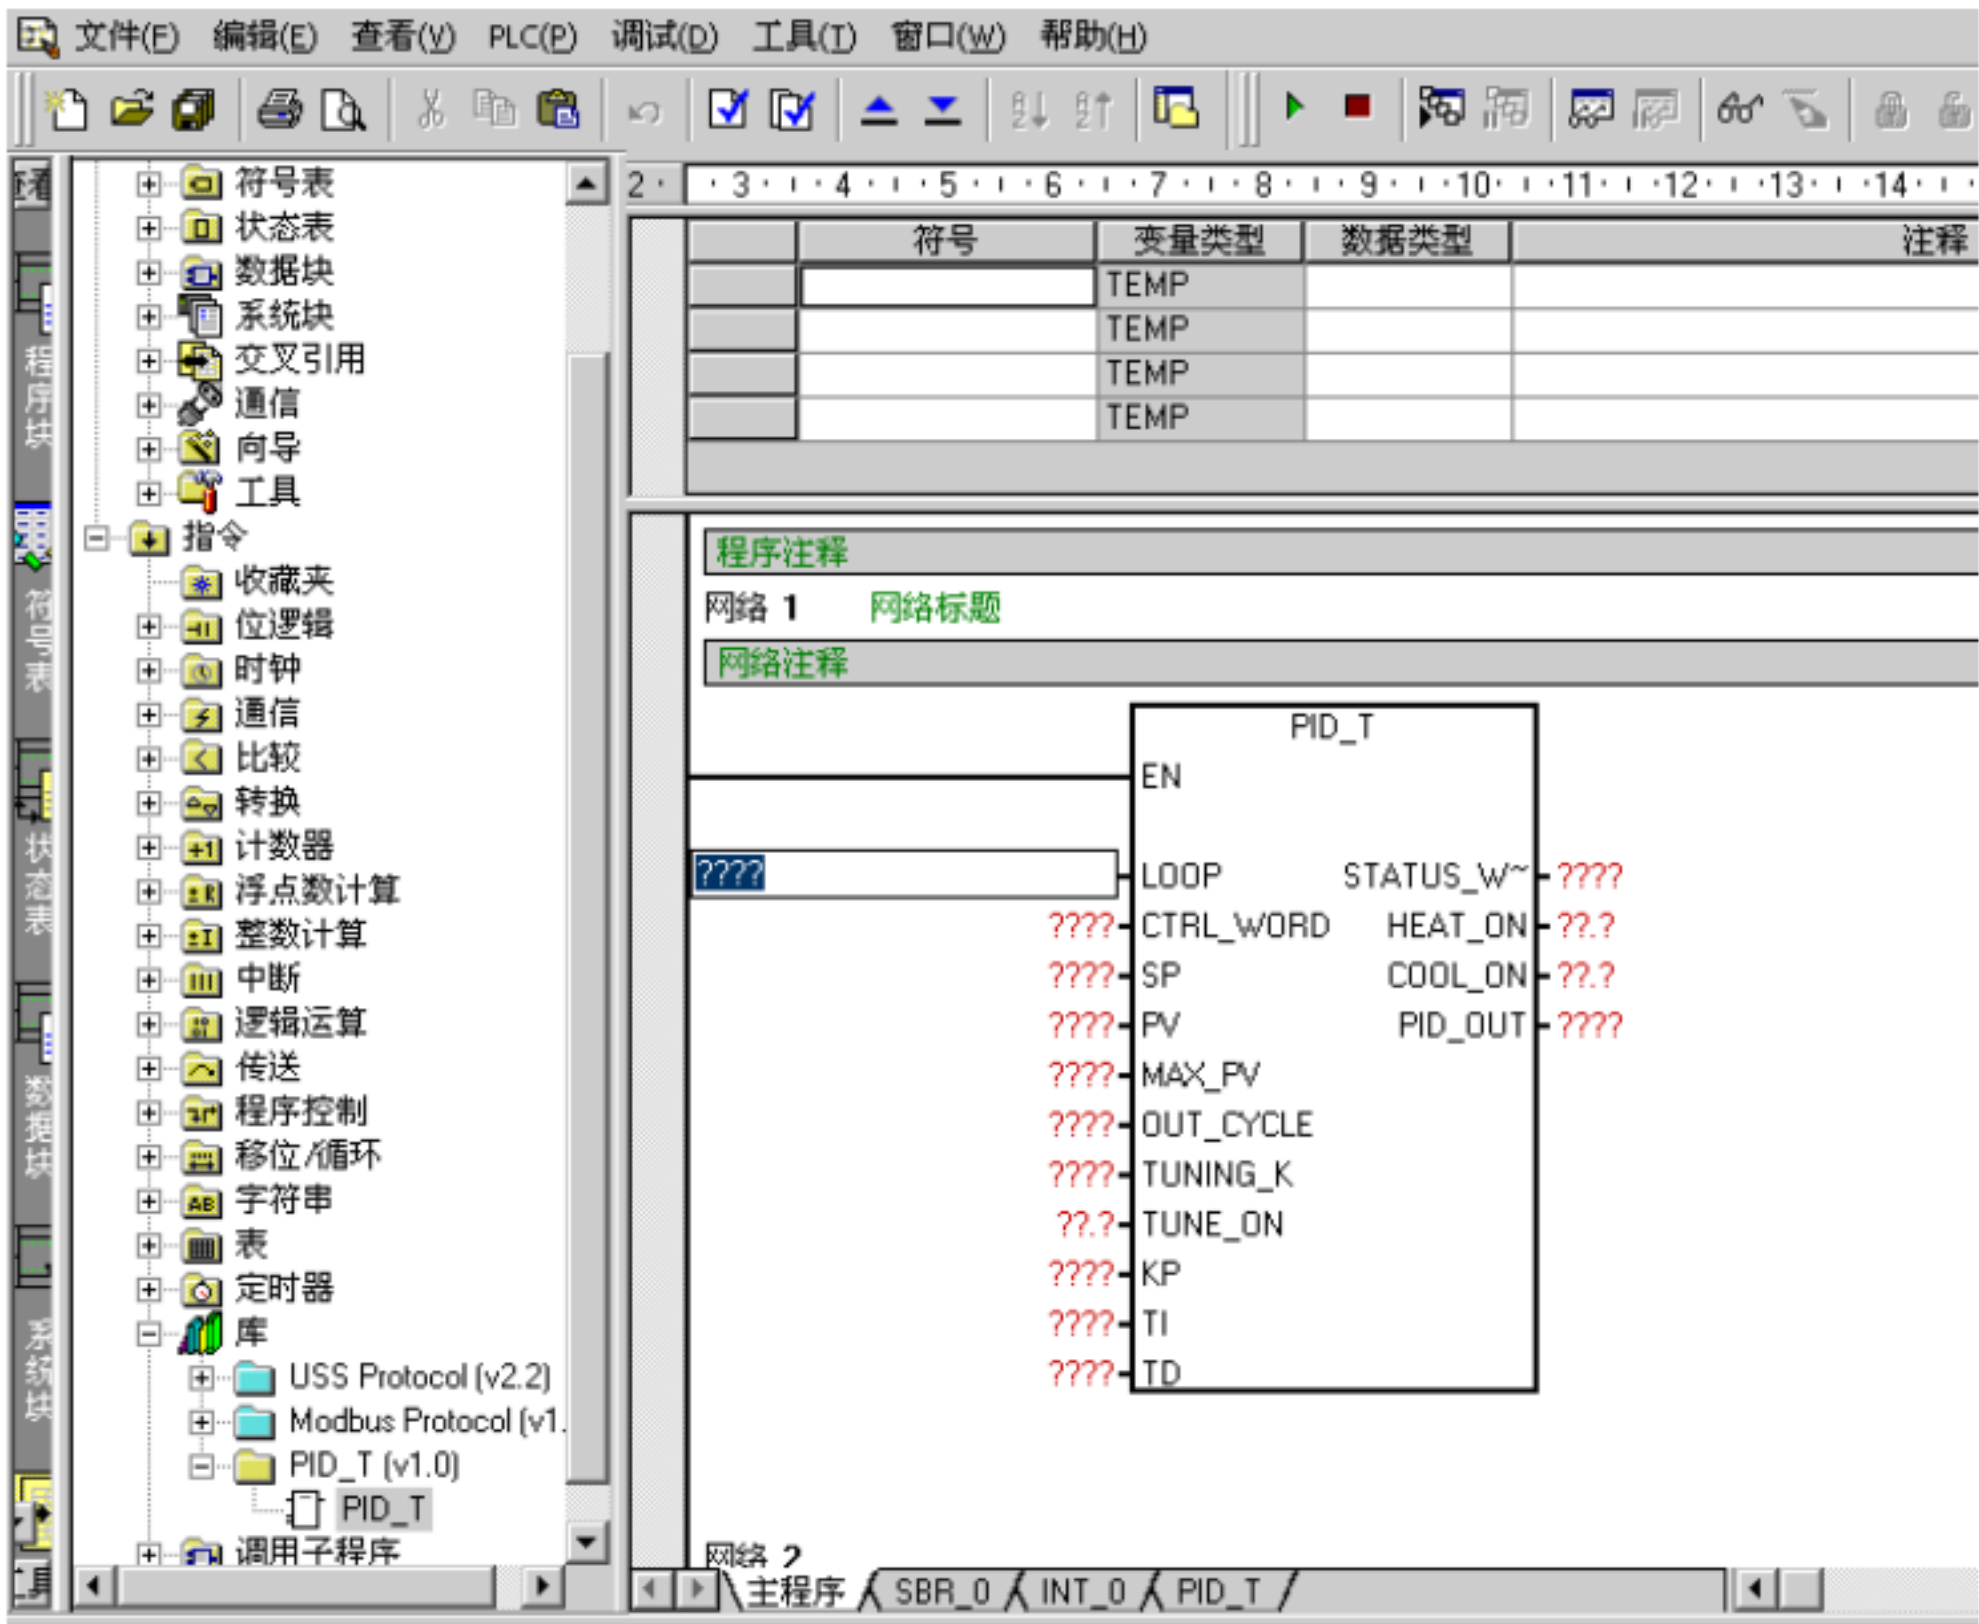 文件(F) 编辑(E) 查看(V) PLC(P) 调试(D) 工具(T) 窗口(W) 帮助(H)
查看
程序块
符号表
状态表
数据块
系统块
工具
符号表
状态表
数据块
系统块
交叉引用
通信
向导
工具
指令
收藏夹
位逻辑
时钟
通信
比较
转换
计数器
浮点数计算
整数计算
中断
逻辑运算
传送
程序控制
移位/循环
字符串
表
定时器
库
USS Protocol (v2.2)
Modbus Protocol (v1.
PID_T (v1.0)
PID_T
调用子程序
2 3 4 5 6 7 8 9 10 11 12 13 14
符号 变量类型 数据类型 注释
TEMP
TEMP
TEMP
TEMP
程序注释
网络 1 网络标题
网络注释
PID_T
EN
???? LOOP STATUS_W~ ????
???? CTRL_WORD HEAT_ON ??.?
???? SP COOL_ON ??.?
???? PV PID_OUT ????
???? MAX_PV
???? OUT_CYCLE
???? TUNING_K
??.? TUNE_ON
???? KP
???? TI
???? TD
网络 2
主程序 SBR_0 INT_0 PID_T